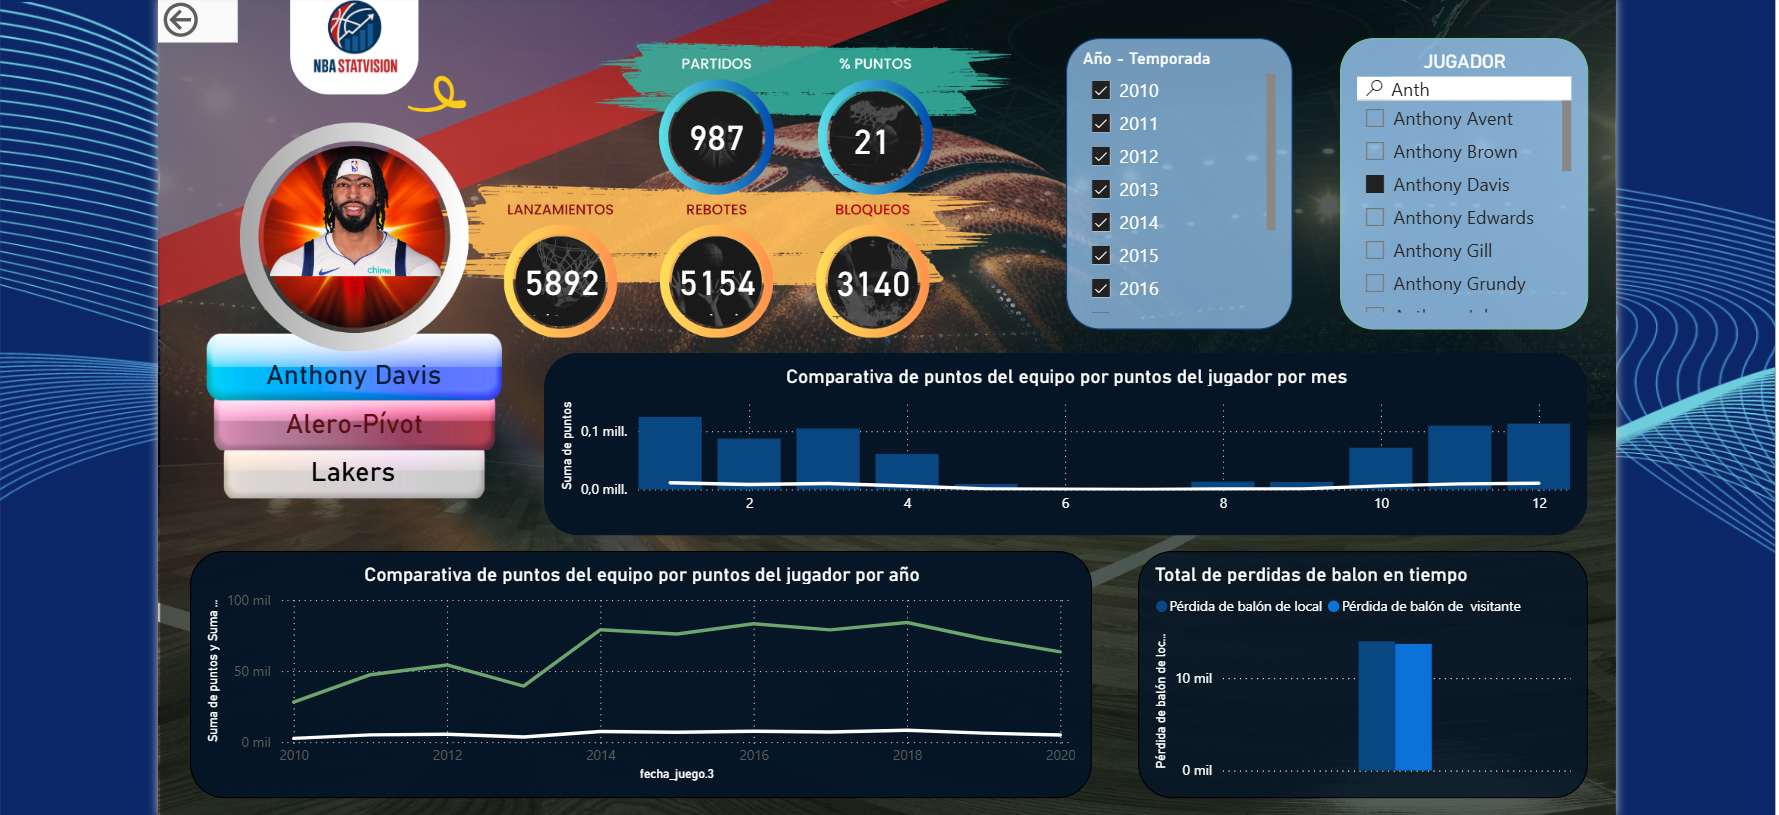 NBA STATVISION
PARTIDOS
% PUNTOS
987
21
LANZAMIENTOS
REBOTES
BLOQUEOS
5892
5154
3140
Anthony Davis
Alero-Pívot
Lakers
chime
Año - Temporada
2010
2011
2012
2013
2014
2015
2016
JUGADOR
Anth
Anthony Avent
Anthony Brown
Anthony Davis
Anthony Edwards
Anthony Gill
Anthony Grundy
Comparativa de puntos del equipo por puntos del jugador por mes
Suma de puntos
0,1 mill.
0,0 mill.
2 4 6 8 10 12
Comparativa de puntos del equipo por puntos del jugador por año
Suma de puntos y Suma ...
100 mil
50 mil
0 mil
2010 2012 2014 2016 2018 2020
fecha_juego.3
Total de perdidas de balon en tiempo
Pérdida de balón de local Pérdida de balón de visitante
Pérdida de balón de loc...
10 mil
0 mil